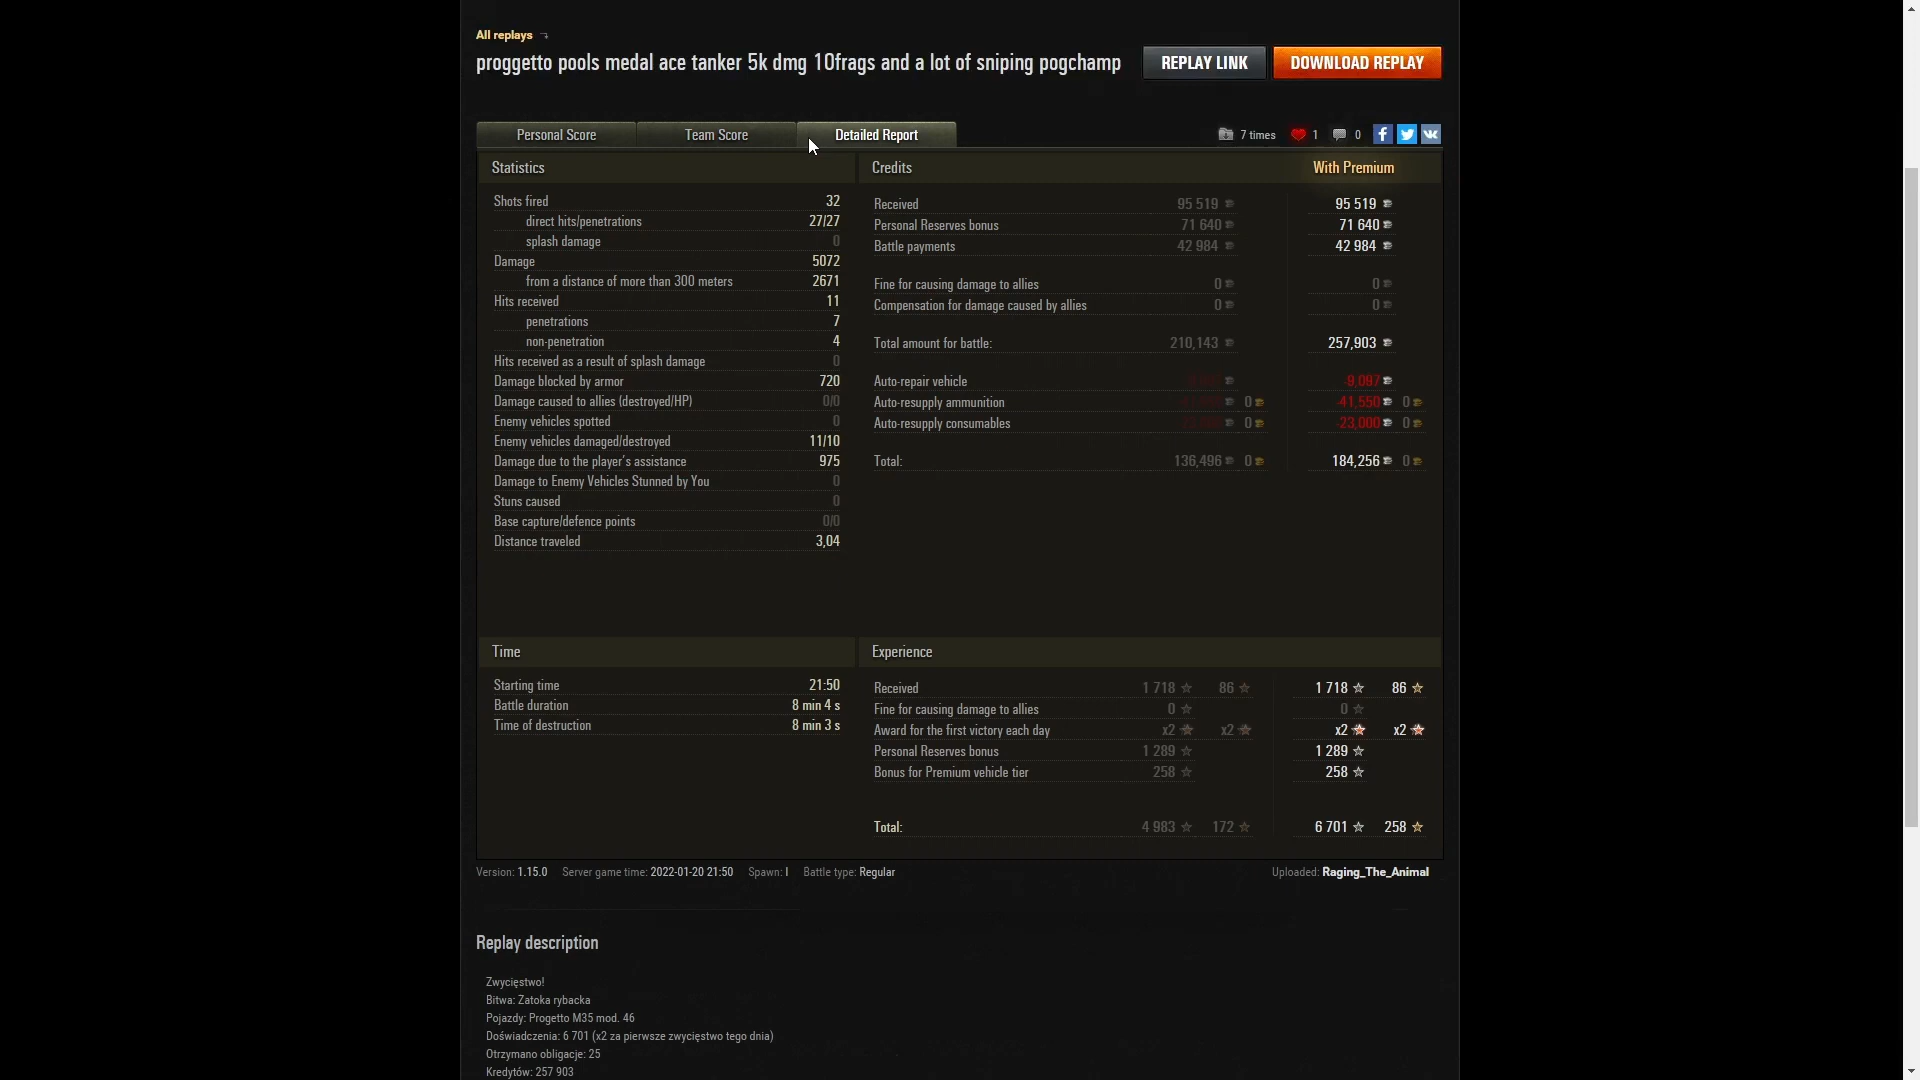 All replays
proggetto pools medal ace tanker 5k dmg 10frags and a lot of sniping pogchamp
REPLAY LINK
DOWNLOAD REPLAY
Personal Score
Team Score
Detailed Report
7 times
1
0
Statistics
Shots fired 32
direct hits/penetrations 27/27
splash damage 0
Damage 5072
from a distance of more than 300 meters 2671
Hits received 11
penetrations 7
non-penetration 4
Hits received as a result of splash damage 0
Damage blocked by armor 720
Damage caused to allies (destroyed/HP) 0/0
Enemy vehicles spotted 0
Enemy vehicles damaged/destroyed 11/10
Damage due to the player's assistance 975
Damage to Enemy Vehicles Stunned by You 0
Stuns caused 0
Base capture/defence points 0/0
Distance traveled 3,04
Credits With Premium
Received 95 519 95 519
Personal Reserves bonus 71 640 71 640
Battle payments 42 984 42 984
Fine for causing damage to allies 0 0
Compensation for damage caused by allies 0 0
Total amount for battle: 210,143 257,903
Auto-repair vehicle -9,097
Auto-resupply ammunition 0 -41,550 0
Auto-resupply consumables 0 -23,000 0
Total: 136,496 0 184,256 0
Time
Starting time 21:50
Battle duration 8 min 4 s
Time of destruction 8 min 3 s
Experience
Received 1 718 86 1 718 86
Fine for causing damage to allies 0 0
Award for the first victory each day x2 x2 x2 x2
Personal Reserves bonus 1 289 1 289
Bonus for Premium vehicle tier 258 258
Total: 4 983 172 6 701 258
Version: 1.15.0 Server game time: 2022-01-20 21:50 Spawn: I Battle type: Regular
Uploaded: Raging_The_Animal
Replay description
Zwycięstwo!
Bitwa: Zatoka rybacka
Pojazdy: Progetto M35 mod. 46
Doświadczenia: 6 701 (x2 za pierwsze zwycięstwo tego dnia)
Otrzymano obligacje: 25
Kredytów: 257 903